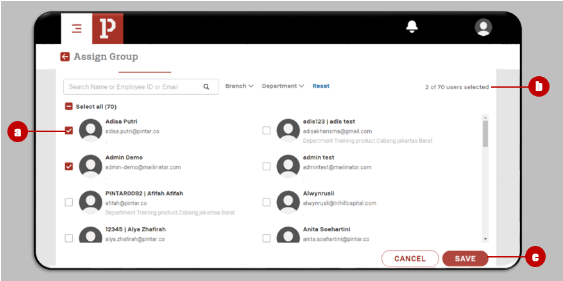 P
Assign Group
Search Name or Employee ID or Email
Branch
Department
Reset
2 of 70 users selected
b
Select all (70)
a
Adisa Putri
adisa.putri@pintar.co
adis123 | adis test
adisakharisma@gmail.com
Department Training product,Cabang jakartas Barat
Admin Demo
admin-demo@mailinator.com
admin test
admintest@mailinator.com
PINTAR0092 | Afifah Afifah
afifah@pintar.co
Department Training product,Cabang jakartas Barat
Alwynrusli
alwynrusli@trihillcapital.com
12345 | Alya Zhafirah
alya.zhafirah@pintar.co
Anita Soehartini
anita.soehartini@pintar.co
CANCEL
SAVE
c